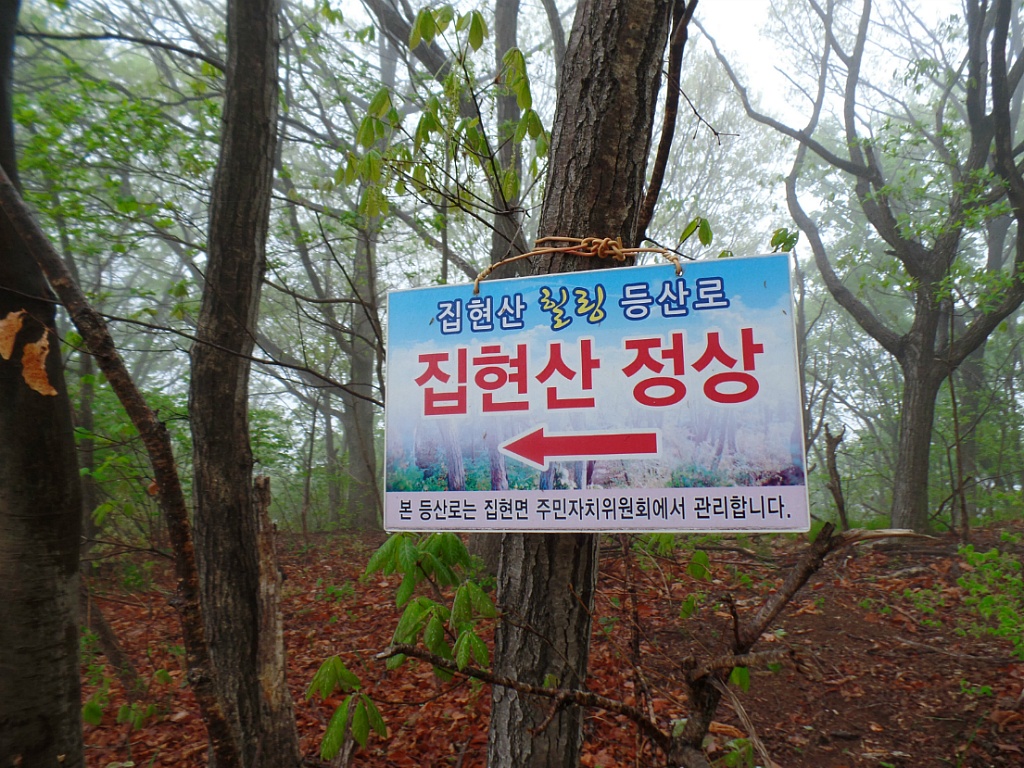 집현산 힐링 등산로
집현산 정상
본 등산로는 집현면 주민자치위원회에서 관리합니다.